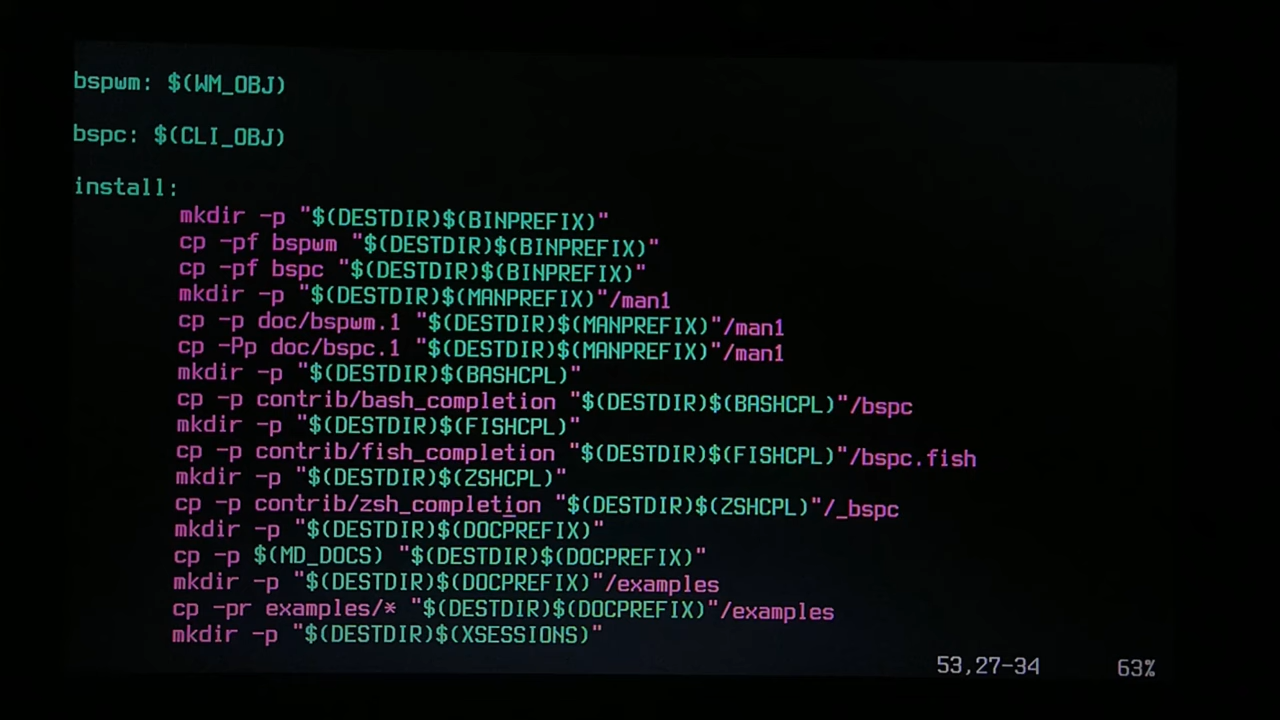 bspwm: $(WM_OBJ)
bspc: $(CLI_OBJ)
install:
mkdir -p "$(DESTDIR)$(BINPREFIX)"
cp -pf bspwm "$(DESTDIR)$(BINPREFIX)"
cp -pf bspc "$(DESTDIR)$(BINPREFIX)"
mkdir -p "$(DESTDIR)$(MANPREFIX)"/man1
cp -p doc/bspwm.1 "$(DESTDIR)$(MANPREFIX)"/man1
cp -Pp doc/bspc.1 "$(DESTDIR)$(MANPREFIX)"/man1
mkdir -p "$(DESTDIR)$(BASHCPL)"
cp -p contrib/bash_completion "$(DESTDIR)$(BASHCPL)"/bspc
mkdir -p "$(DESTDIR)$(FISHCPL)"
cp -p contrib/fish_completion "$(DESTDIR)$(FISHCPL)"/bspc.fish
mkdir -p "$(DESTDIR)$(ZSHCPL)"
cp -p contrib/zsh_completion "$(DESTDIR)$(ZSHCPL)"/_bspc
mkdir -p "$(DESTDIR)$(DOCPREFIX)"
cp -p $(MD_DOCS) "$(DESTDIR)$(DOCPREFIX)"
mkdir -p "$(DESTDIR)$(DOCPREFIX)"/examples
cp -pr examples/* "$(DESTDIR)$(DOCPREFIX)"/examples
mkdir -p "$(DESTDIR)$(XSESSIONS)"
53,27-34 63%